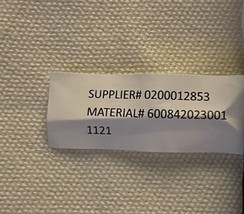 SUPPLIER# 0200012853
MATERIAL# 600842023001
1121